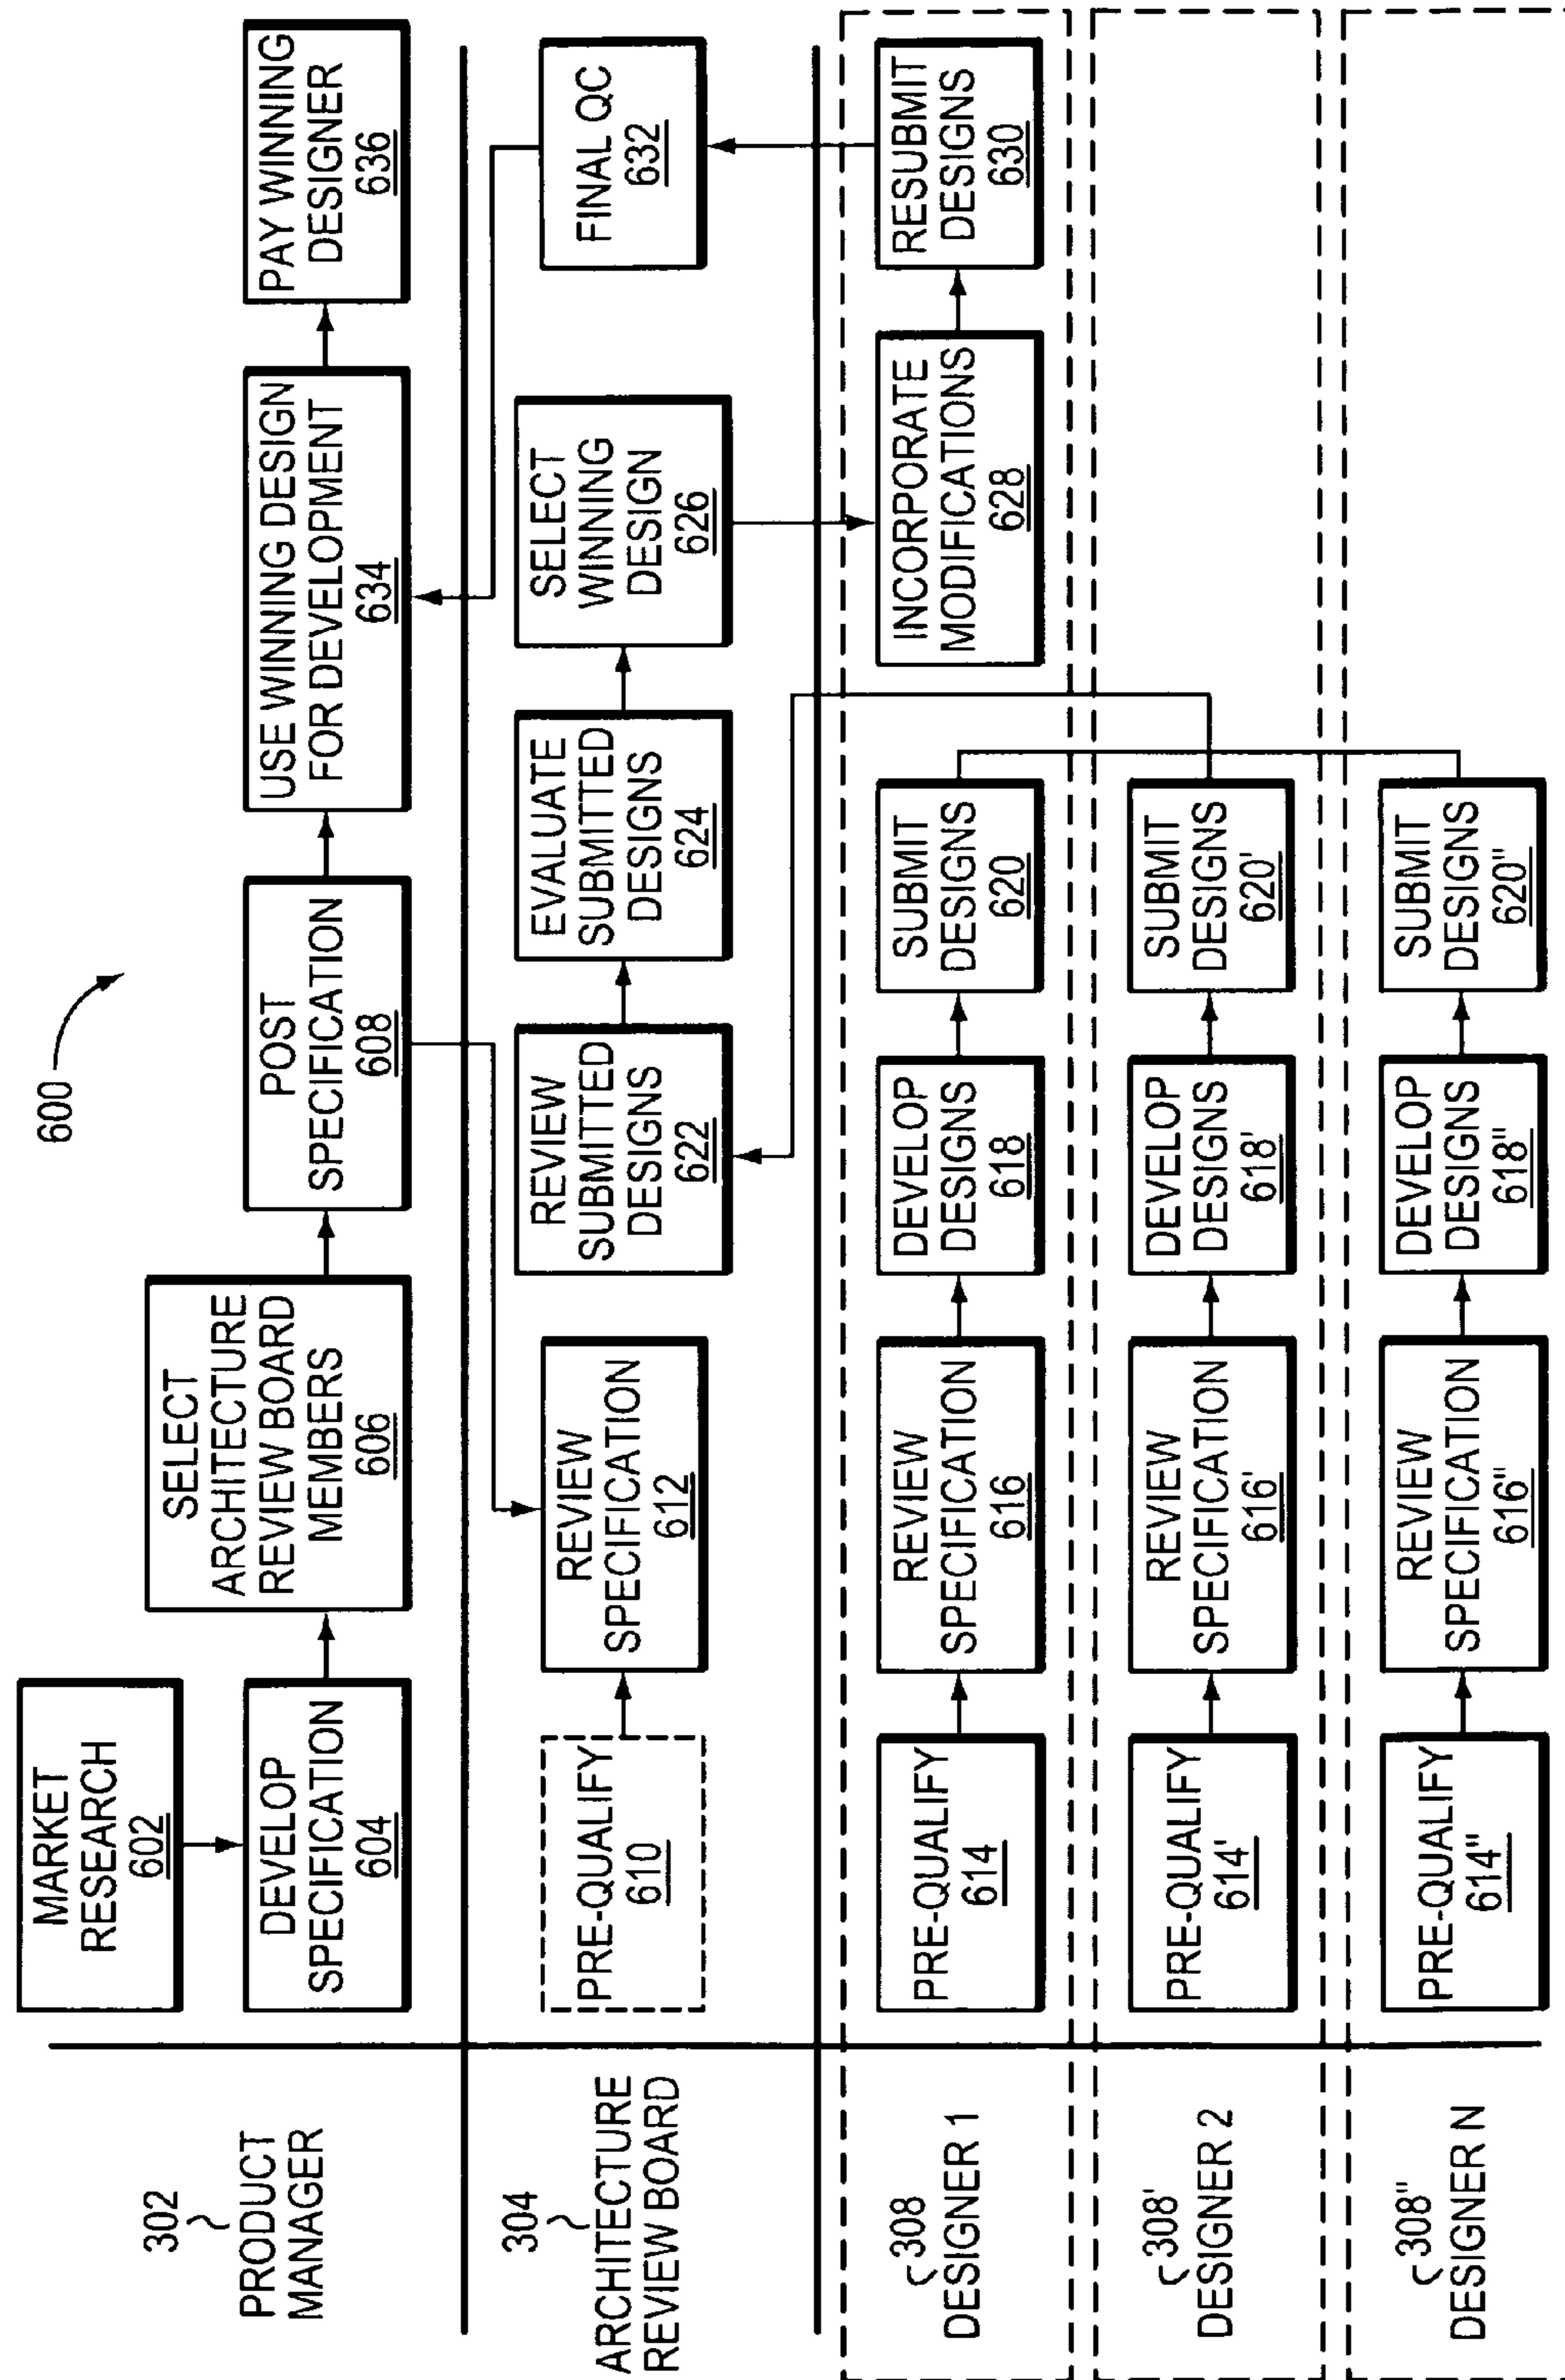 600
302
PRODUCT
MANAGER
MARKET
RESEARCH
602
DEVELOP
SPECIFICATION
604
SELECT
ARCHITECTURE
REVIEW BOARD
MEMBERS
606
POST
SPECIFICATION
608
USE WINNING DESIGN
FOR DEVELOPMENT
634
PAY WINNING
DESIGNER
636
304
ARCHITECTURE
REVIEW BOARD
PRE-QUALIFY
610
REVIEW
SPECIFICATION
612
REVIEW
SUBMITTED
DESIGNS
622
EVALUATE
SUBMITTED
DESIGNS
624
SELECT
WINNING
DESIGN
626
FINAL QC
632
308
DESIGNER 1
PRE-QUALIFY
614
REVIEW
SPECIFICATION
616
DEVELOP
DESIGNS
618
SUBMIT
DESIGNS
620
INCORPORATE
MODIFICATIONS
628
RESUBMIT
DESIGNS
630
308'
DESIGNER 2
PRE-QUALIFY
614'
REVIEW
SPECIFICATION
616'
DEVELOP
DESIGNS
618'
SUBMIT
DESIGNS
620'
308"
DESIGNER N
PRE-QUALIFY
614"
REVIEW
SPECIFICATION
616"
DEVELOP
DESIGNS
618"
SUBMIT
DESIGNS
620"